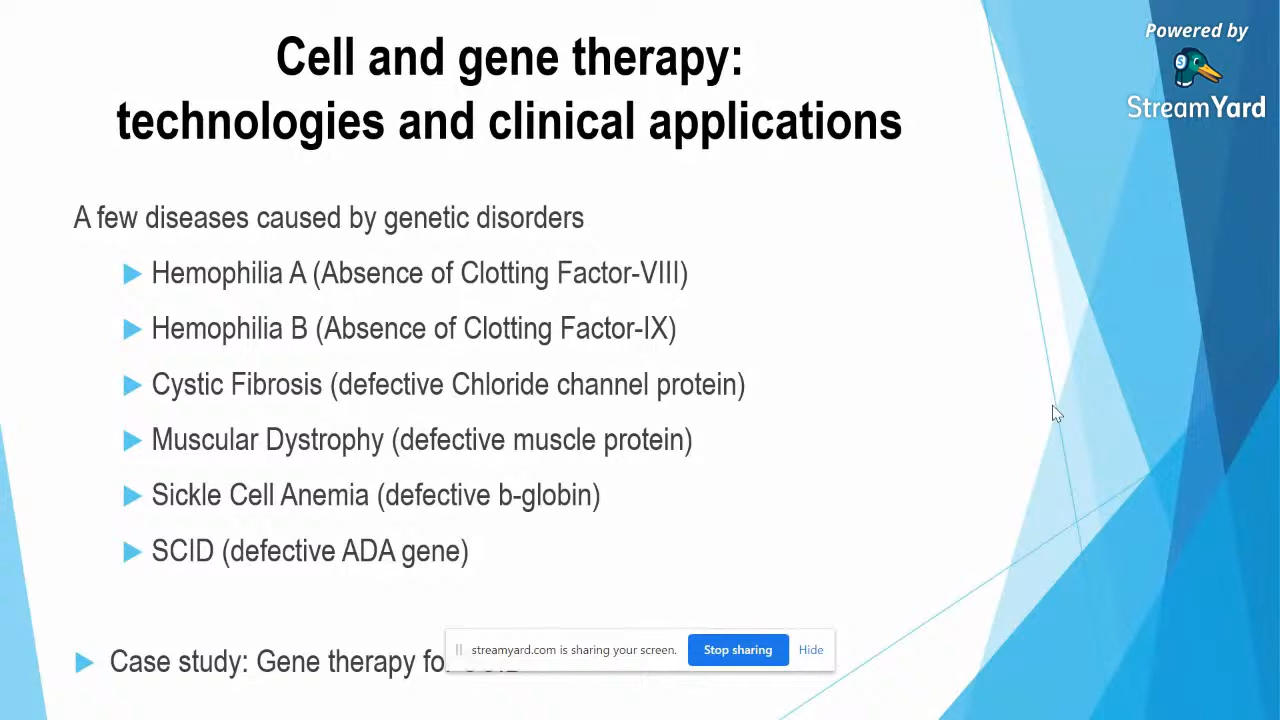 Cell and gene therapy:
technologies and clinical applications
Powered by
StreamYard
A few diseases caused by genetic disorders
Hemophilia A (Absence of Clotting Factor-VIII)
Hemophilia B (Absence of Clotting Factor-IX)
Cystic Fibrosis (defective Chloride channel protein)
Muscular Dystrophy (defective muscle protein)
Sickle Cell Anemia (defective b-globin)
SCID (defective ADA gene)
Case study: Gene therapy for
streamyard.com is sharing your screen. Stop sharing Hide